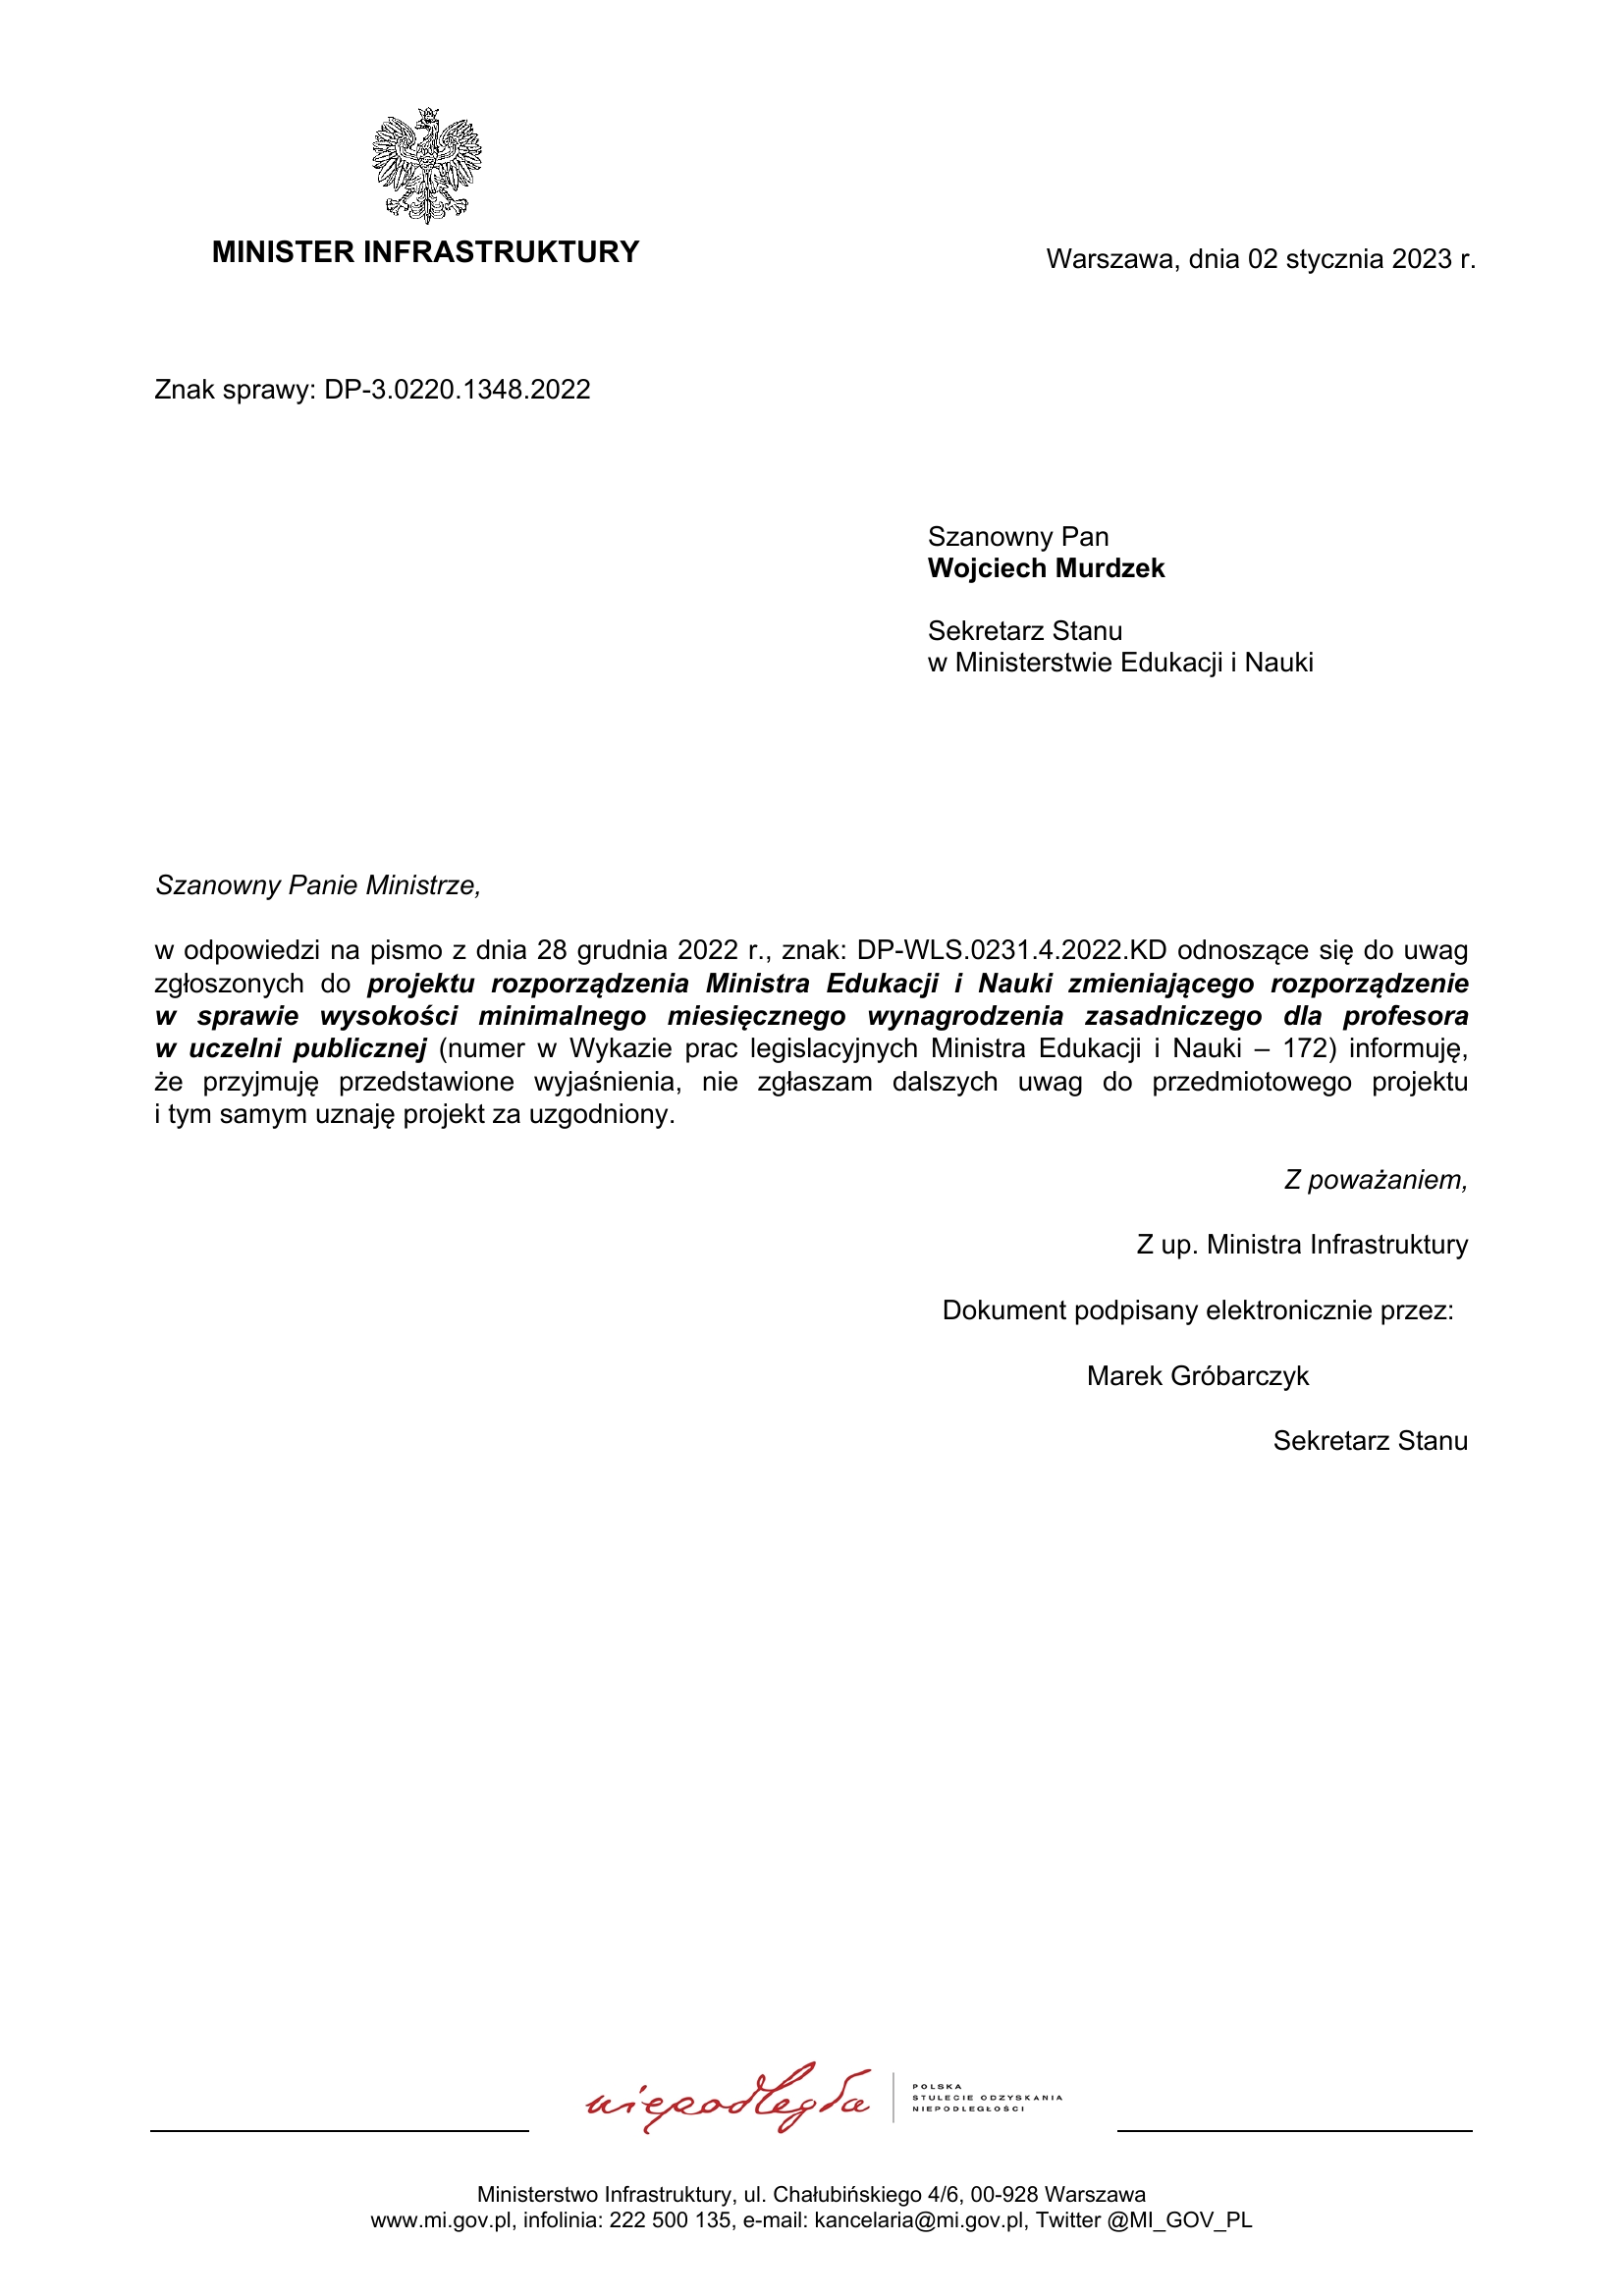 MINISTER INFRASTRUKTURY
Warszawa, dnia 02 stycznia 2023 r.
Znak sprawy: DP-3.0220.1348.2022
Szanowny Pan
Wojciech Murdzek
Sekretarz Stanu
w Ministerstwie Edukacji i Nauki
Szanowny Panie Ministrze,
w odpowiedzi na pismo z dnia 28 grudnia 2022 r., znak: DP-WLS.0231.4.2022.KD odnoszące się do uwag
zgłoszonych do projektu rozporządzenia Ministra Edukacji i Nauki zmieniającego rozporządzenie
w sprawie wysokości minimalnego miesięcznego wynagrodzenia zasadniczego dla profesora
w uczelni publicznej (numer w Wykazie prac legislacyjnych Ministra Edukacji i Nauki – 172) informuję,
że przyjmuję przedstawione wyjaśnienia, nie zgłaszam dalszych uwag do przedmiotowego projektu
i tym samym uznaję projekt za uzgodniony.
Z poważaniem,
Z up. Ministra Infrastruktury
Dokument podpisany elektronicznie przez:
Marek Gróbarczyk
Sekretarz Stanu
niepodległa
POLSKA
STULECIE ODZYSKANIA
NIEPODLEGŁOŚCI
Ministerstwo Infrastruktury, ul. Chałubińskiego 4/6, 00-928 Warszawa
www.mi.gov.pl, infolinia: 222 500 135, e-mail: kancelaria@mi.gov.pl, Twitter @MI_GOV_PL